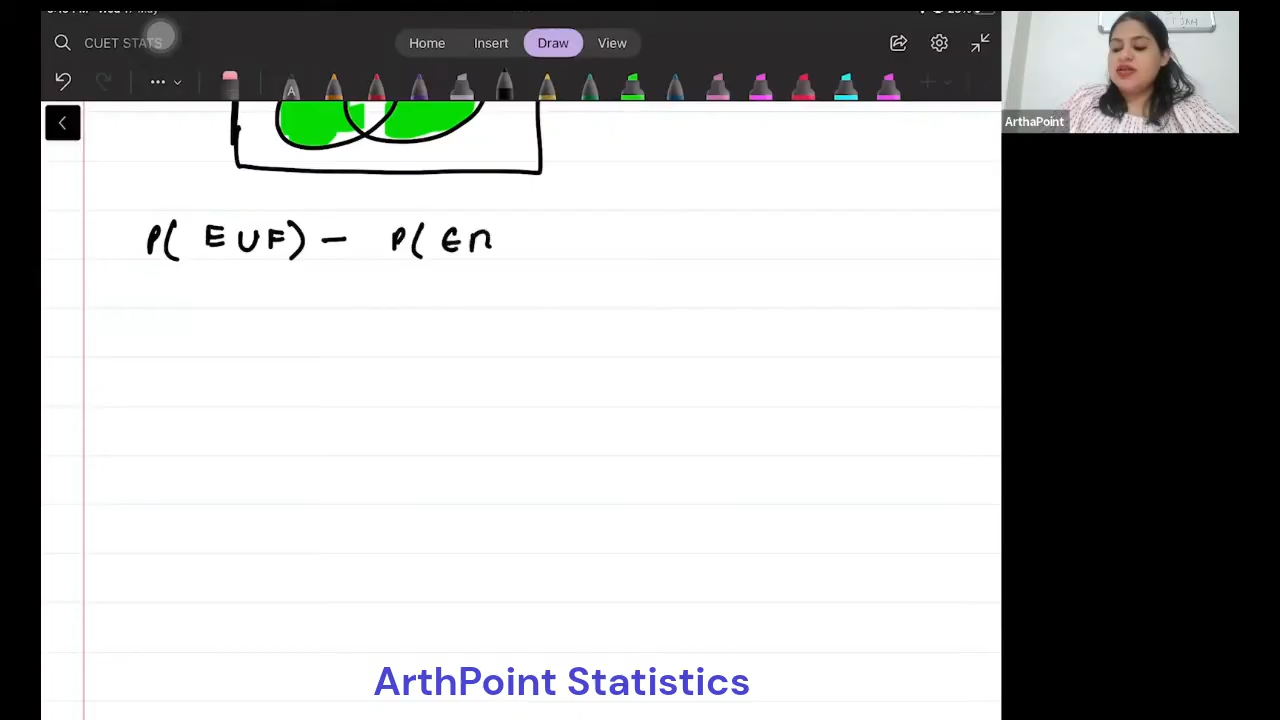 CUET STATS
Home Insert Draw View
A
ArthaPoint
P( E ∪ F) − P( E ∩
ArthPoint Statistics